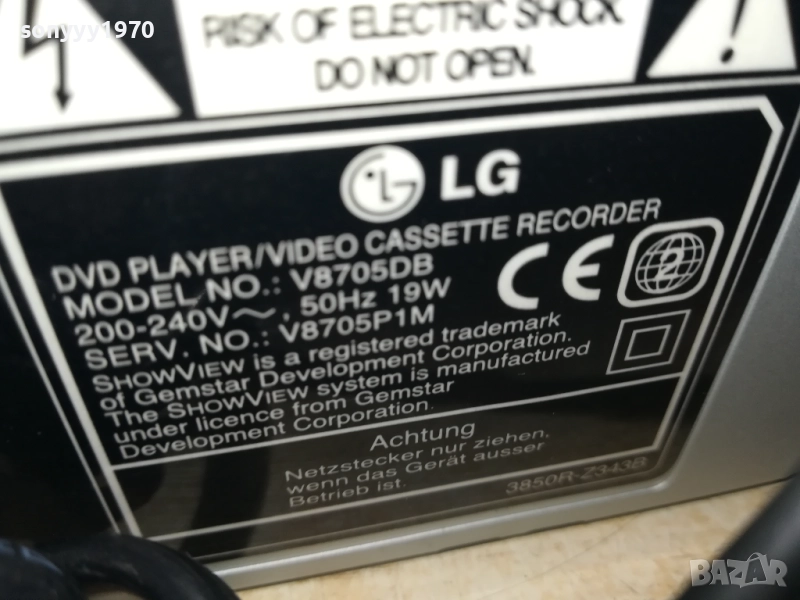 sonyyy1970
RISK OF ELECTRIC SHOCK
DO NOT OPEN.
LG
DVD PLAYER/VIDEO CASSETTE RECORDER
MODEL NO.: V8705DB
200-240V～, 50Hz 19W
SERV. NO.: V8705P1M
SHOWVIEW is a registered trademark
of Gemstar Development Corporation.
The SHOWVIEW system is manufactured
under licence from Gemstar
Development Corporation.
CE
2
Achtung
Netzstecker nur ziehen,
wenn das Gerät ausser
Betrieb ist.
3850R-Z343B
BAZAR